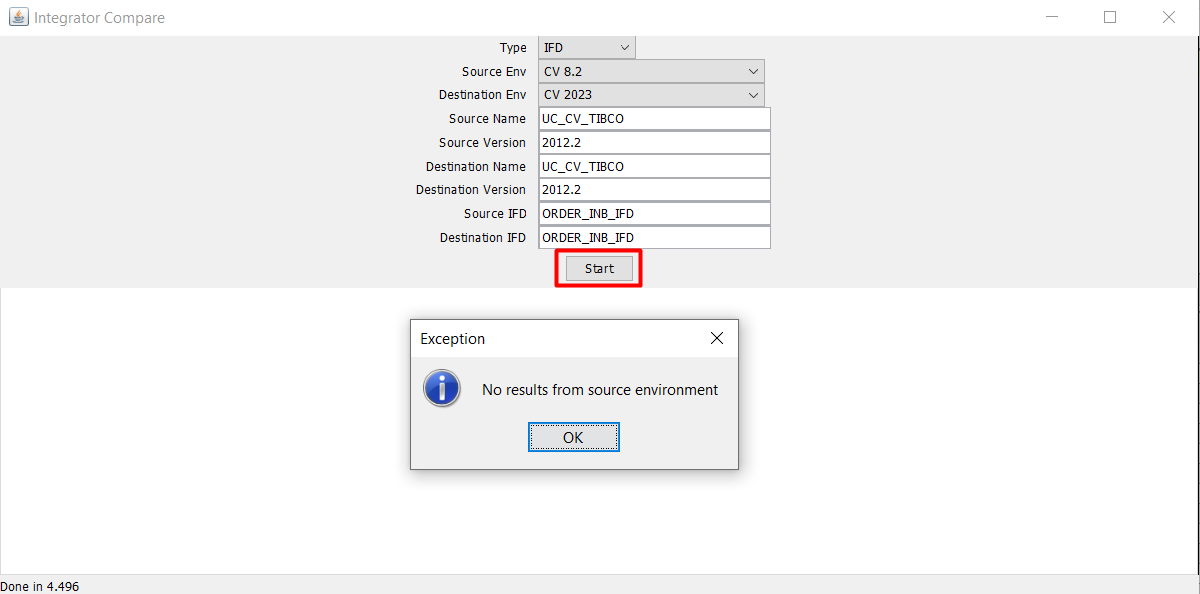 Integrator Compare
Type IFD
Source Env CV 8.2
Destination Env CV 2023
Source Name UC_CV_TIBCO
Source Version 2012.2
Destination Name UC_CV_TIBCO
Destination Version 2012.2
Source IFD ORDER_INB_IFD
Destination IFD ORDER_INB_IFD
Start
Exception
No results from source environment
OK
Done in 4.496